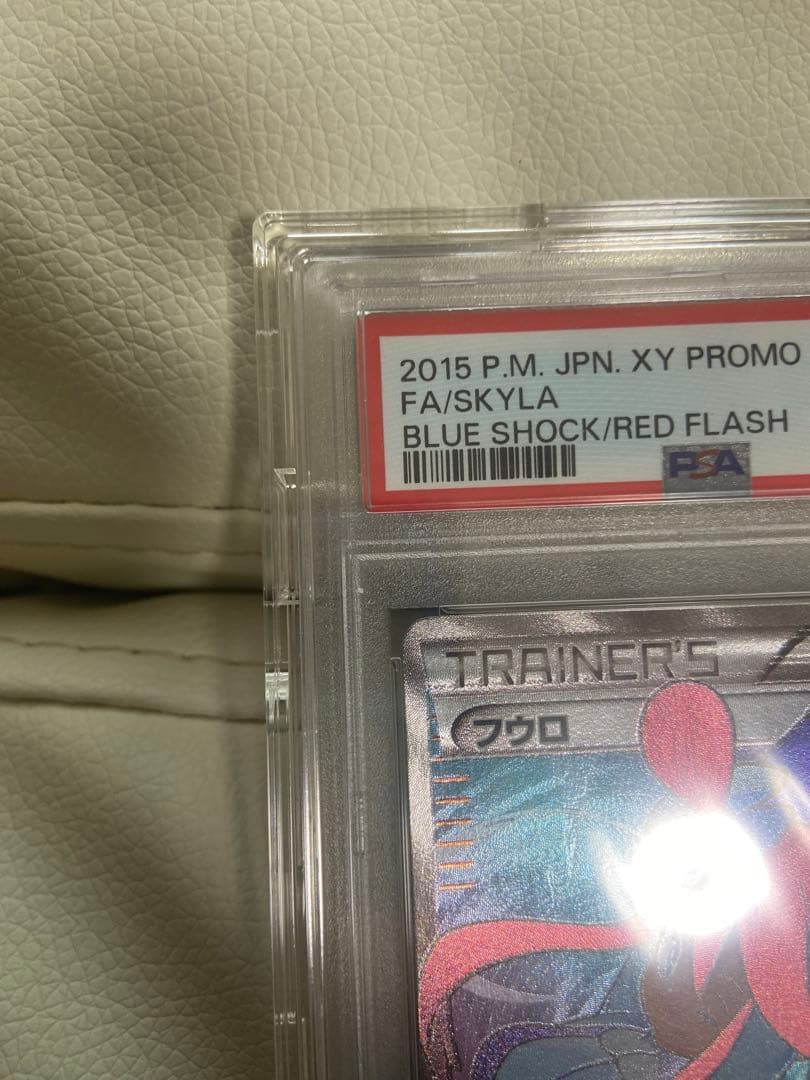 2015 P.M. JPN. XY PROMO
FA/SKYLA
BLUE SHOCK/RED FLASH
PSA
TRAINER'S
フウロ